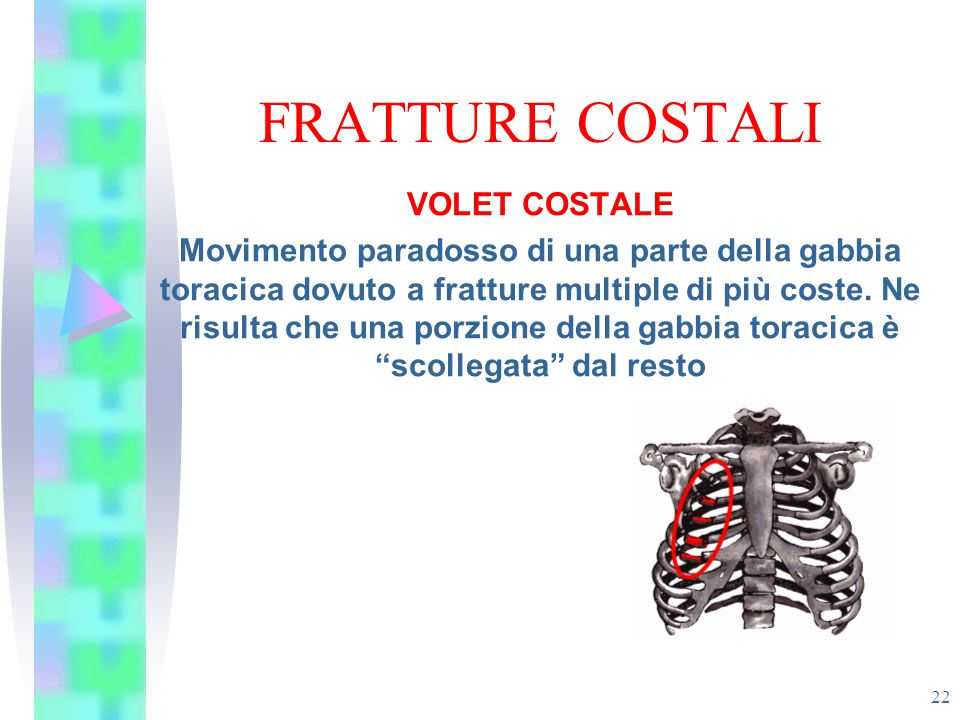 FRATTURE COSTALI
VOLET COSTALE
Movimento paradosso di una parte della gabbia
toracica dovuto a fratture multiple di più coste. Ne
risulta che una porzione della gabbia toracica è
“scollegata” dal resto
22